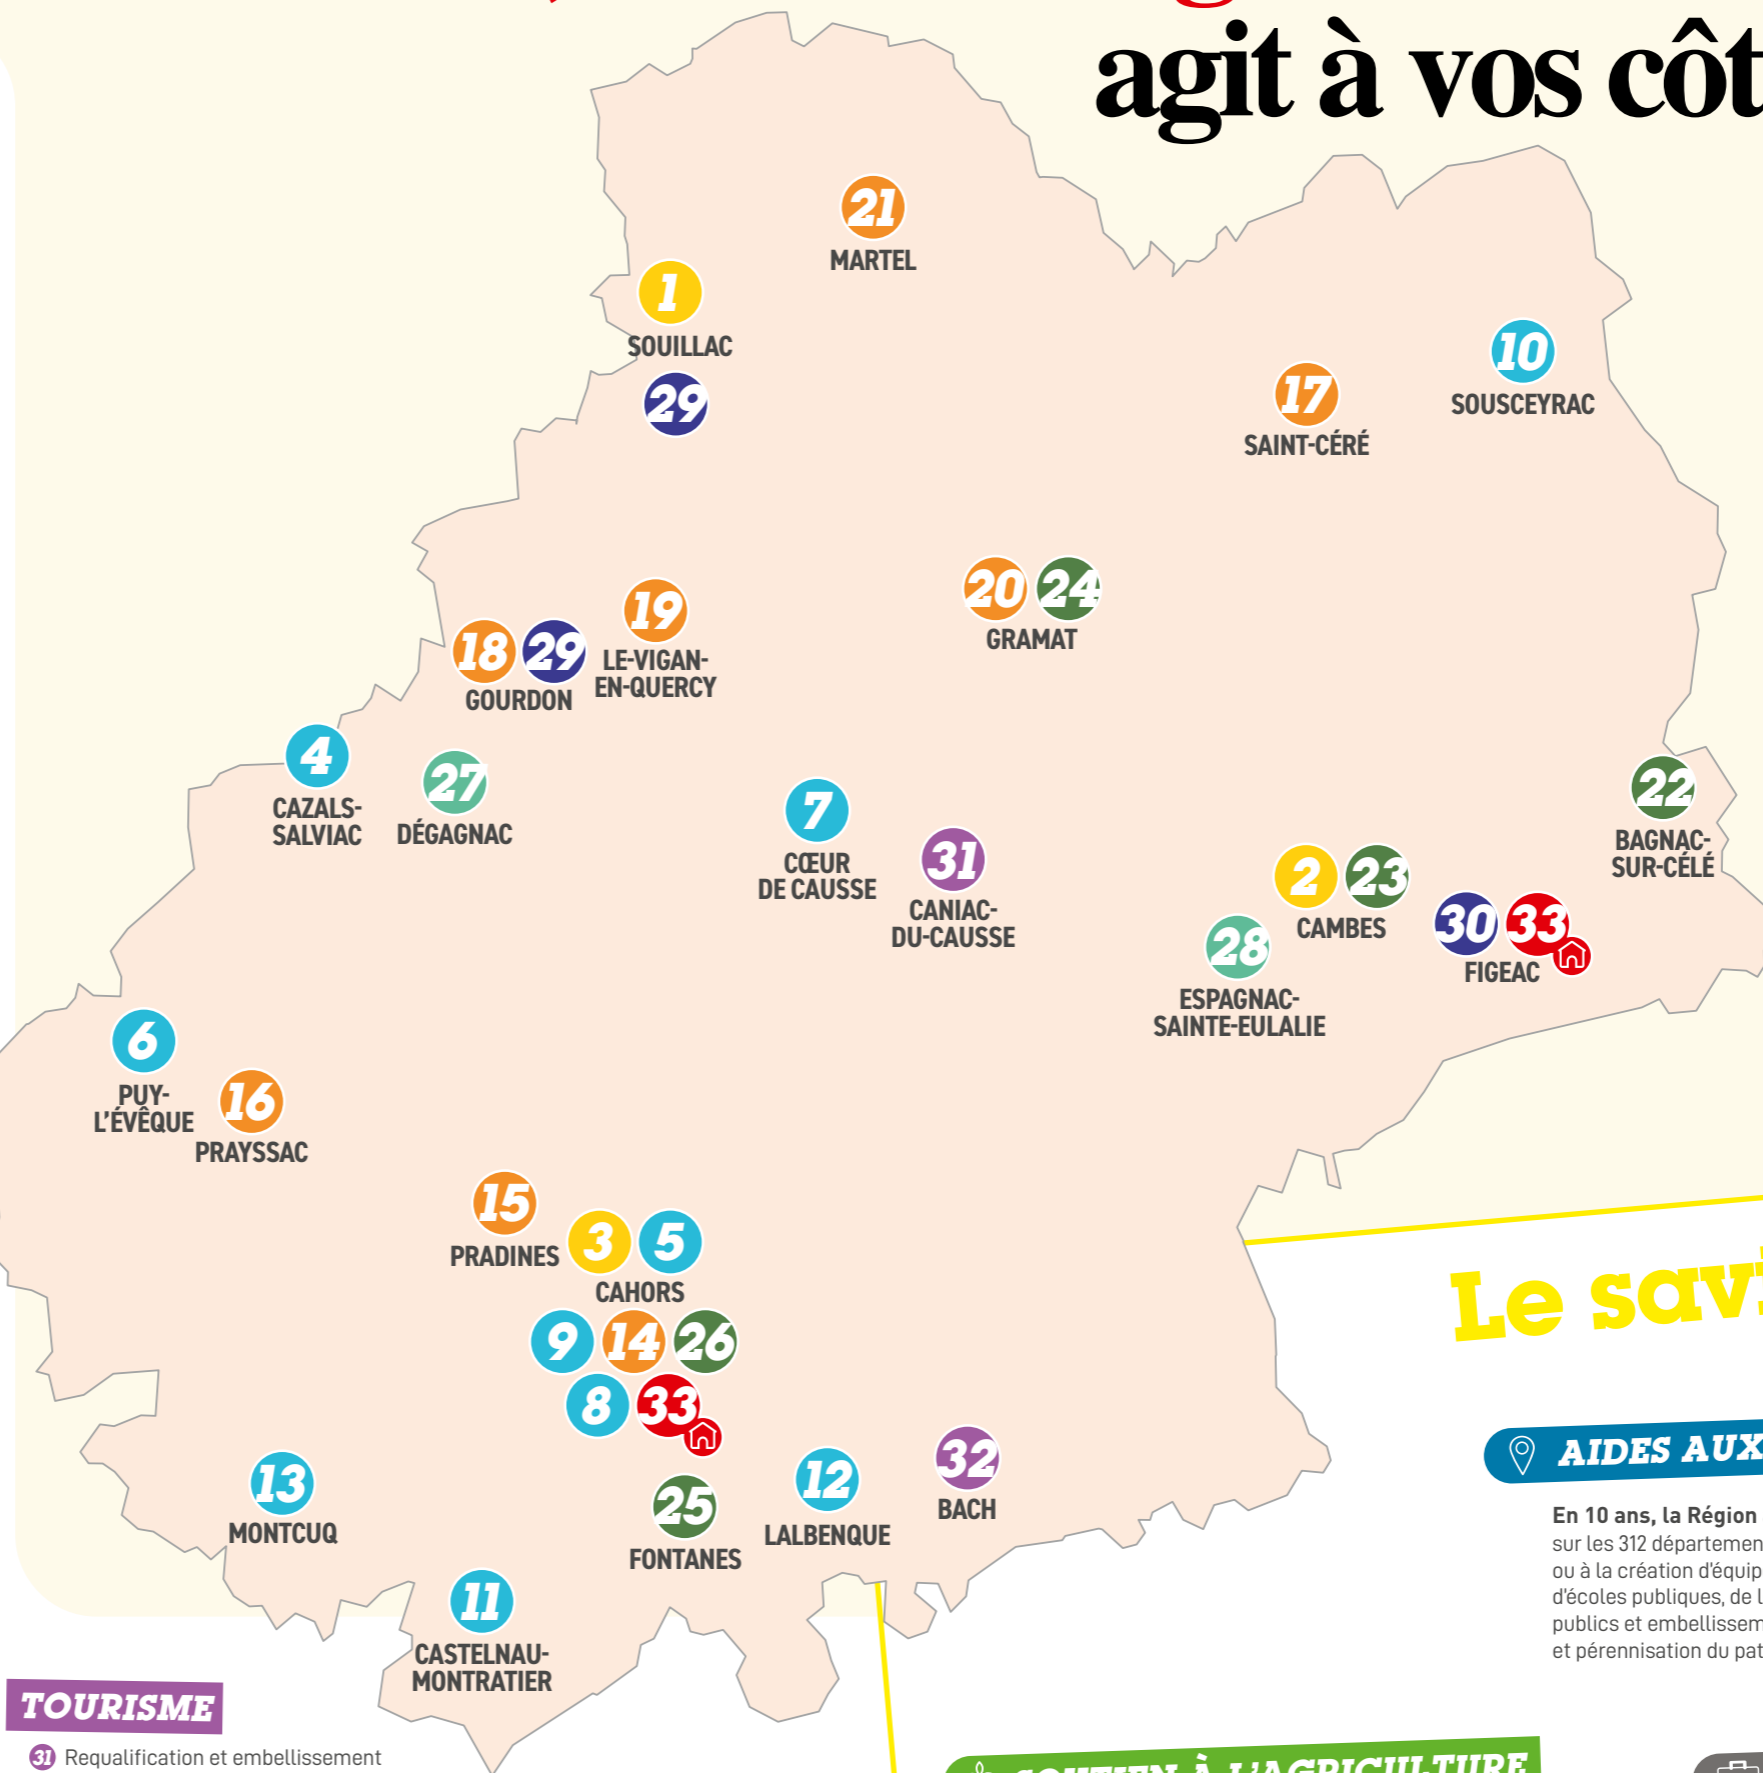 agit à vos côt
21
MARTEL
1
SOUILLAC
29
10
SOUSCEYRAC
17
SAINT-CÉRÉ
20 24
GRAMAT
19
LE-VIGAN-
EN-QUERCY
18 29
GOURDON
4
CAZALS-
SALVIAC
27
DÉGAGNAC
7
CŒUR
DE CAUSSE
31
CANIAC-
DU-CAUSSE
22
BAGNAC-
SUR-CÉLÉ
2 23
CAMBES
30 33
FIGEAC
28
ESPAGNAC-
SAINTE-EULALIE
6
PUY-
L'ÉVÊQUE
16
PRAYSSAC
15
PRADINES
3 5
CAHORS
9 14 26
8 33
13
MONTCUQ
25
FONTANES
12
LALBENQUE
32
BACH
11
CASTELNAU-
MONTRATIER
Le sav
AIDES AUX
En 10 ans, la Région
sur les 312 départemen
ou à la création d'équip
d'écoles publiques, de l
publics et embellissem
et pérennisation du pat
TOURISME
31 Requalification et embellissement
SOUTIEN À L'AGRICULTURE